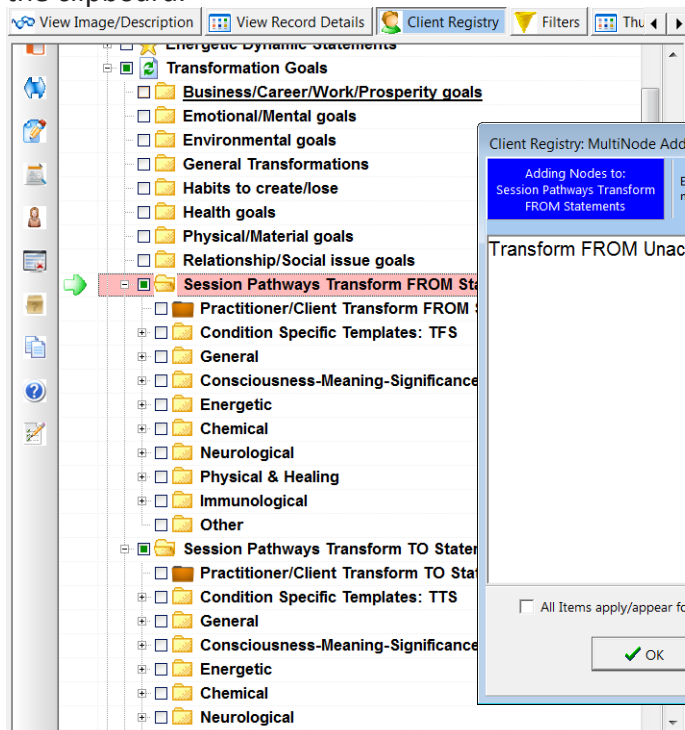 the clipboard.
View Image/Description View Record Details Client Registry Filters Thu
Energetic Dynamic Statements
Transformation Goals
Business/Career/Work/Prosperity goals
Emotional/Mental goals
Environmental goals
General Transformations
Habits to create/lose
Health goals
Physical/Material goals
Relationship/Social issue goals
Session Pathways Transform FROM Sta
Practitioner/Client Transform FROM S
Condition Specific Templates: TFS
General
Consciousness-Meaning-Significance
Energetic
Chemical
Neurological
Physical & Healing
Immunological
Other
Session Pathways Transform TO Stater
Practitioner/Client Transform TO Stat
Condition Specific Templates: TTS
General
Consciousness-Meaning-Significance
Energetic
Chemical
Neurological
Client Registry: MultiNode Add
Adding Nodes to:
Session Pathways Transform
FROM Statements
Transform FROM Unac
All Items apply/appear fo
OK